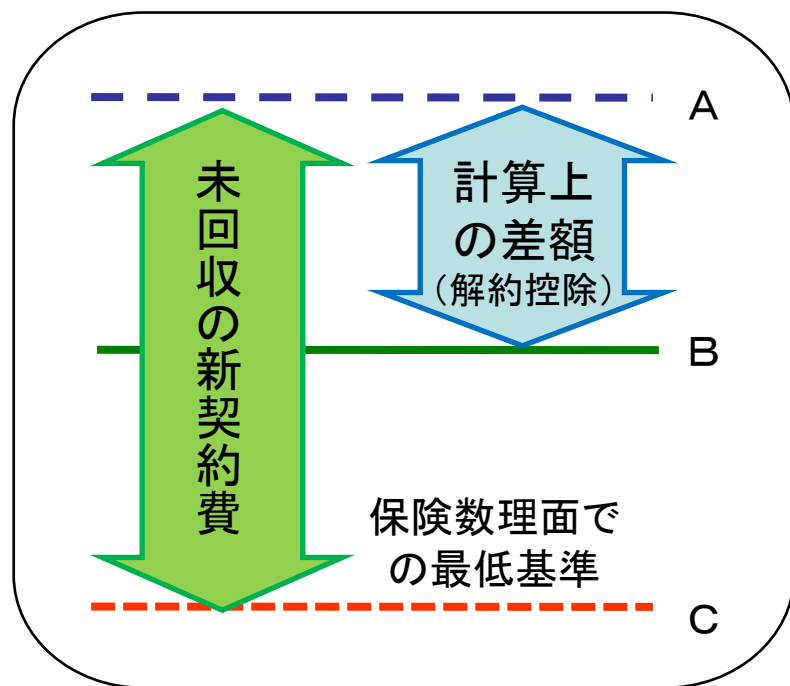 A
未回収の新契約費
計算上
の差額
（解約控除）
B
保険数理面で
の最低基準
C